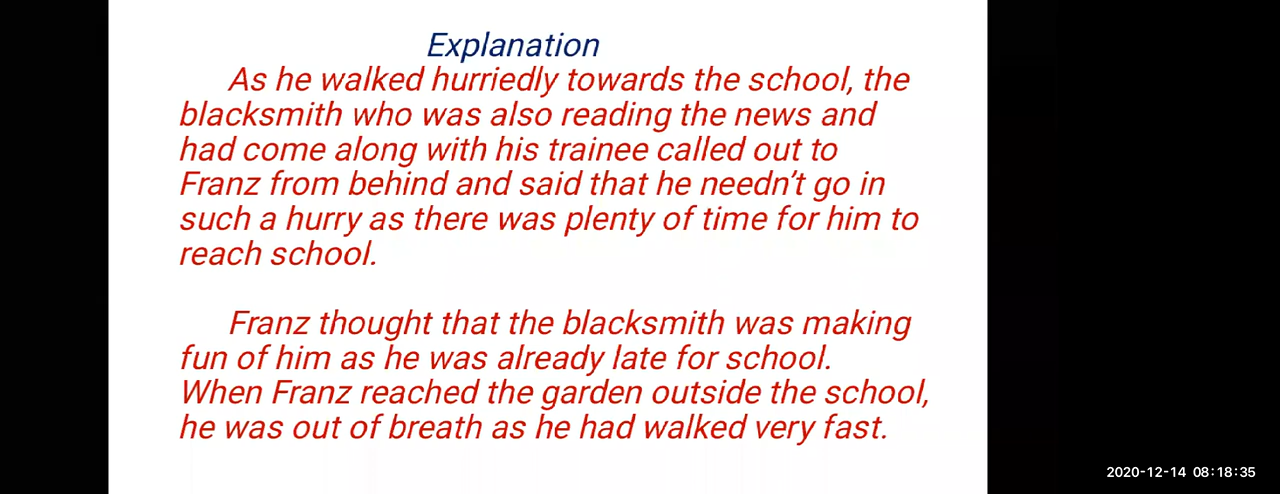 Explanation
As he walked hurriedly towards the school, the
blacksmith who was also reading the news and
had come along with his trainee called out to
Franz from behind and said that he needn't go in
such a hurry as there was plenty of time for him to
reach school.
Franz thought that the blacksmith was making
fun of him as he was already late for school.
When Franz reached the garden outside the school,
he was out of breath as he had walked very fast.
2020-12-14 08:18:35